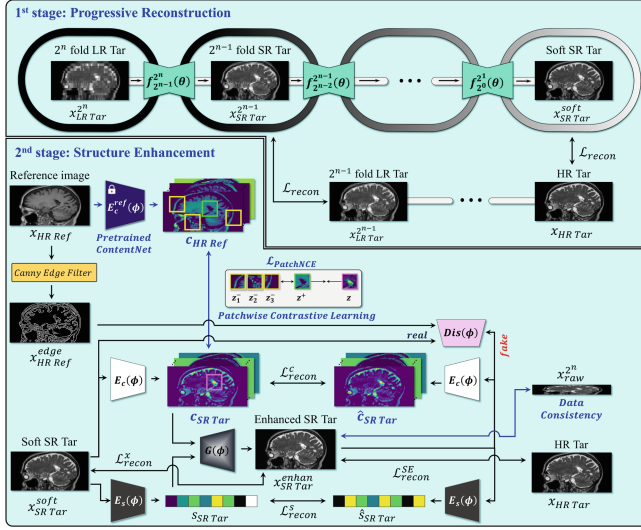 1st stage: Progressive Reconstruction
2^n fold LR Tar
2^{n-1} fold SR Tar
Soft SR Tar
f^{2^n}_{2^{n-1}}(θ)
f^{2^{n-1}}_{2^{n-2}}(θ)
• • •
f^{2^1}_{2^0}(θ)
x^{2^n}_{LR Tar}
x^{2^{n-1}}_{SR Tar}
x^{soft}_{SR Tar}
2nd stage: Structure Enhancement
Reference image
ℒ_recon
2^{n-1} fold LR Tar
HR Tar
ℒ_recon
E^{ref}_c(ϕ)
• • •
x_{HR Ref}
Pretrained
ContentNet
c_{HR Ref}
x^{2^{n-1}}_{LR Tar}
x_{HR Tar}
Canny Edge Filter
ℒ_PatchNCE
z^-_1 z^-_2 z^-_3 z^+ z
Patchwise Contrastive Learning
real
Dis(ϕ)
fake
x^{edge}_{HR Ref}
E_c(ϕ)
ℒ^c_recon
E_c(ϕ)
x^{2^n}_{raw}
Data
Consistency
c_{SR Tar}
ĉ_{SR Tar}
Soft SR Tar
ℒ^x_recon
G(ϕ)
Enhanced SR Tar
HR Tar
x^{enhan}_{SR Tar}
ℒ^{SE}_recon
x^{soft}_{SR Tar}
E_s(ϕ)
s_{SR Tar}
ℒ^s_recon
ŝ_{SR Tar}
E_s(ϕ)
x_{HR Tar}